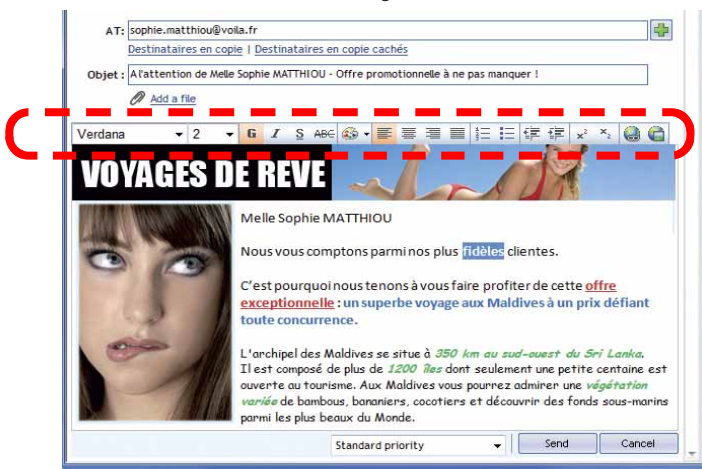 AT: sophie.matthiou@voila.fr
Destinataires en copie | Destinataires en copie cachés
Objet : A l'attention de Melle Sophie MATTHIOU - Offre promotionnelle à ne pas manquer !
Add a file
Verdana 2 G I S ABC x² x₂
VOYAGES DE REVE
Melle Sophie MATTHIOU
Nous vous comptons parmi nos plus fidèles clientes.
C'est pourquoi nous tenons à vous faire profiter de cette offre
exceptionnelle : un superbe voyage aux Maldives à un prix défiant
toute concurrence.
L'archipel des Maldives se situe à 350 km au sud-ouest du Sri Lanka.
Il est composé de plus de 1200 îles dont seulement une petite centaine est
ouverte au tourisme. Aux Maldives vous pourrez admirer une végétation
variée de bambous, bananiers, cocotiers et découvrir des fonds sous-marins
parmi les plus beaux du Monde.
Standard priority Send Cancel